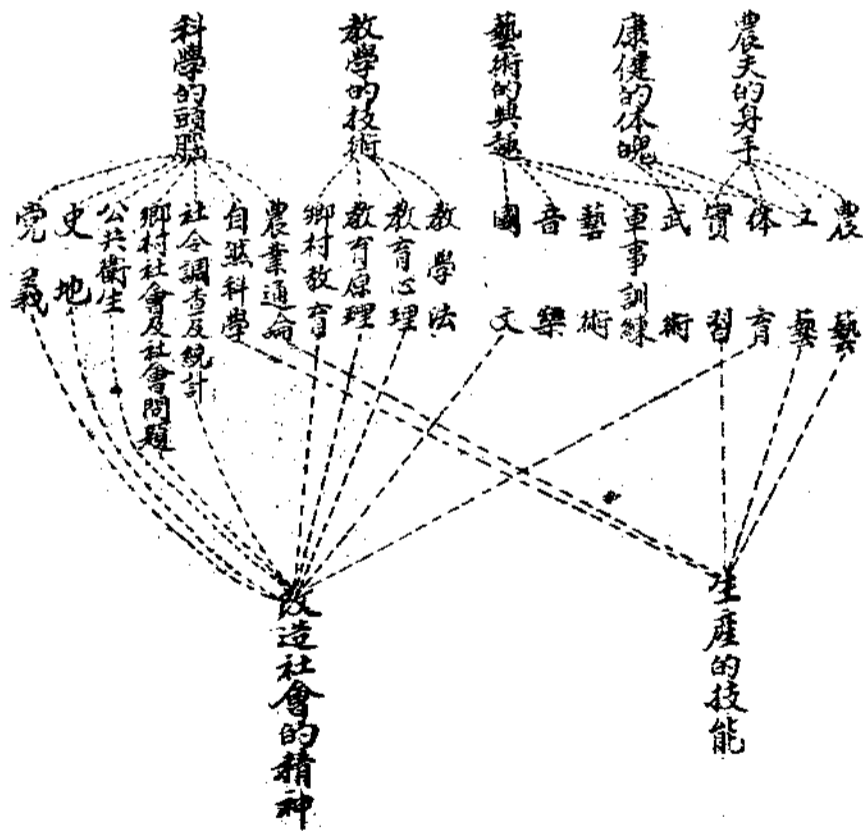 農夫的身手
康健的体魄
藝術的興趣
教學的技術
科學的頭腦
農藝
工藝
体育
實習
武術
軍事訓練
藝術
音樂
國文
教學法
教育心理
教育原理
鄉村教育
農業通論
自然科學
社会調查及統計
鄉村社會及社會問題
公共衛生
史地
党義
生產的技能
改造社會的精神